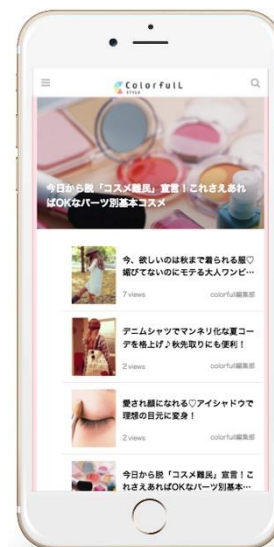 ColorfulL
STYLE
今日から脱「コスメ難民」宣言！これさえあれ
ばOKなパーツ別基本コスメ
今、欲しいのは秋まで着られる服♡
媚びてないのにモテる大人ワンピ…
7 views
colorfull編集部
デニムシャツでマンネリ化な夏コー
デを格上げ♪秋先取りにも便利！
2 views
colorfull編集部
愛され顔になれる♡アイシャドウで
理想の目元に変身！
2 views
colorfull編集部
今日から脱「コスメ難民」宣言！こ
れさえあればOKなパーツ別基本…